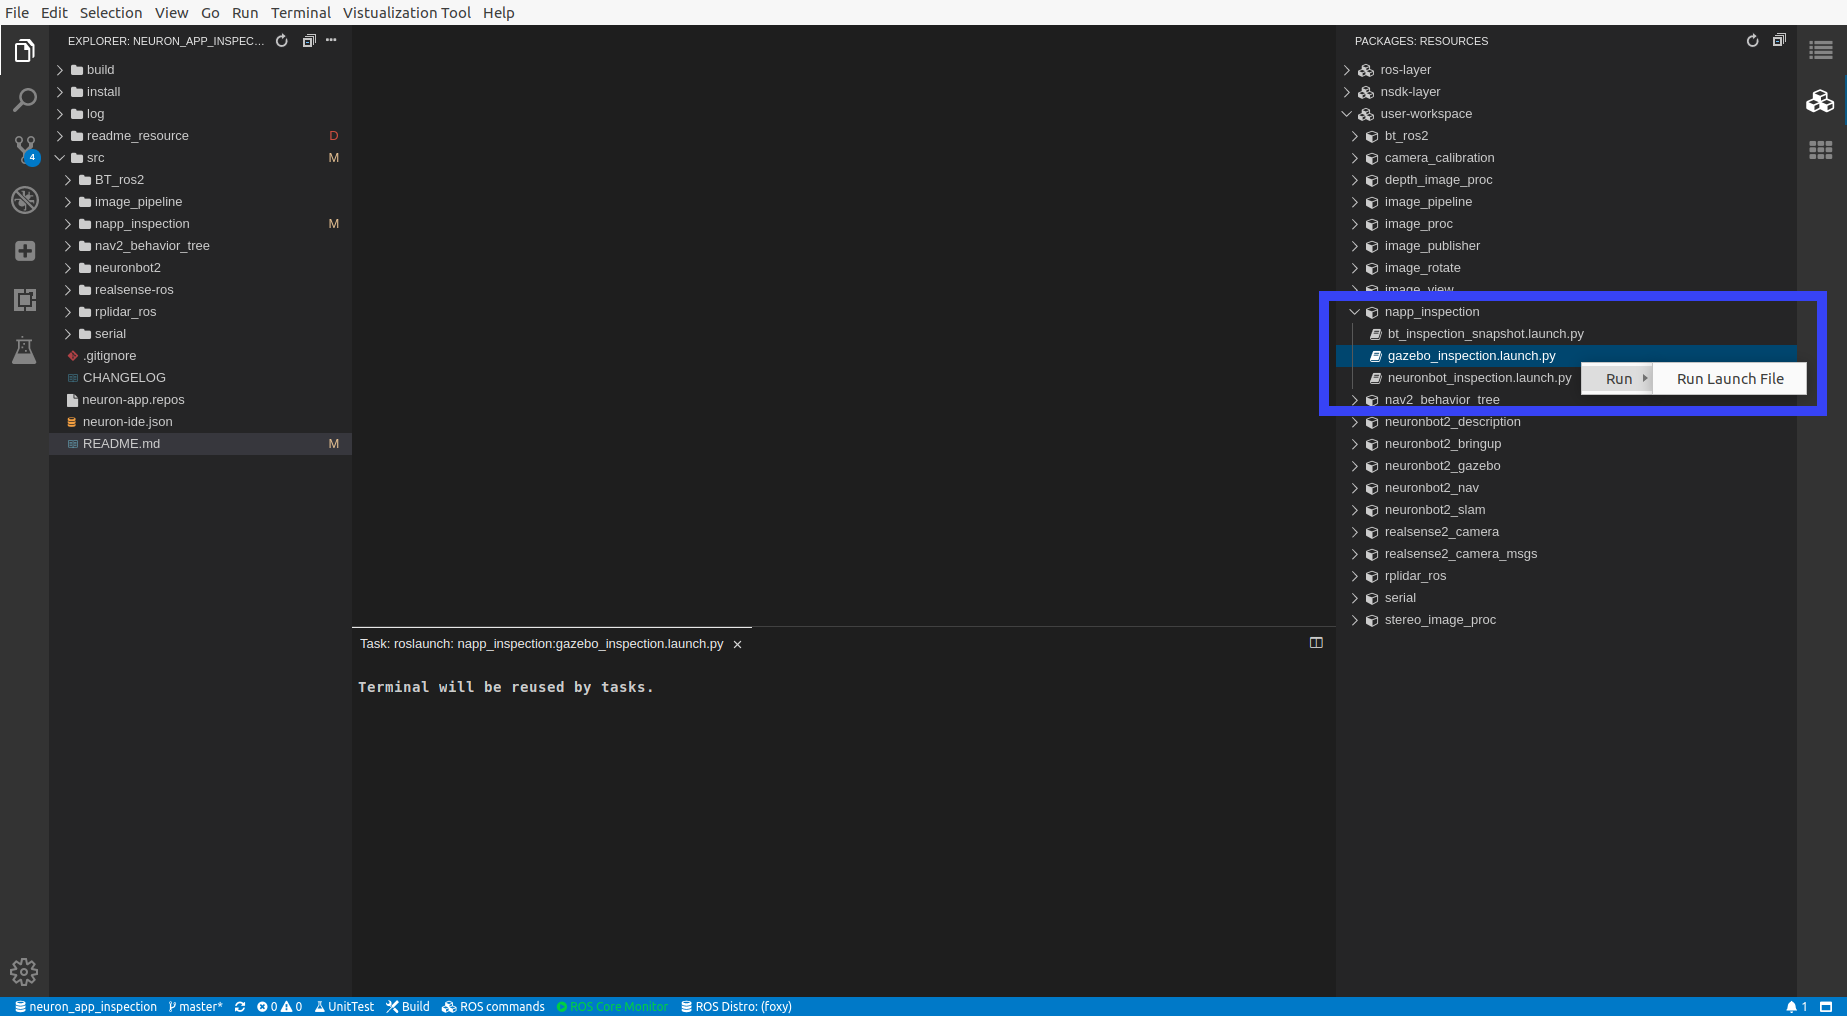 File Edit Selection View Go Run Terminal Vistualization Tool Help
EXPLORER: NEURON_APP_INSPEC...
build
install
log
readme_resource D
src M
BT_ros2
image_pipeline
napp_inspection M
nav2_behavior_tree
neuronbot2
realsense-ros
rplidar_ros
serial
.gitignore
CHANGELOG
neuron-app.repos
neuron-ide.json
README.md M
4
Task: roslaunch: napp_inspection:gazebo_inspection.launch.py
Terminal will be reused by tasks.
PACKAGES: RESOURCES
ros-layer
nsdk-layer
user-workspace
bt_ros2
camera_calibration
depth_image_proc
image_pipeline
image_proc
image_publisher
image_rotate
image_view
napp_inspection
bt_inspection_snapshot.launch.py
gazebo_inspection.launch.py
neuronbot_inspection.launch.py
Run Run Launch File
nav2_behavior_tree
neuronbot2_description
neuronbot2_bringup
neuronbot2_gazebo
neuronbot2_nav
neuronbot2_slam
realsense2_camera
realsense2_camera_msgs
rplidar_ros
serial
stereo_image_proc
neuron_app_inspection master* 0 0 UnitTest Build ROS commands ROS Core Monitor ROS Distro: (foxy) 1